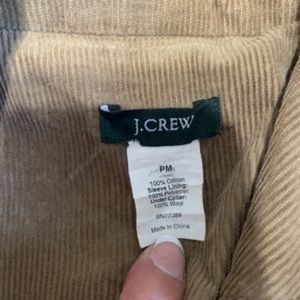 J.CREW
PM
100% Cotton
Sleeve Lining:
100% Polyester
Under Collar:
100% Wool
Made in China